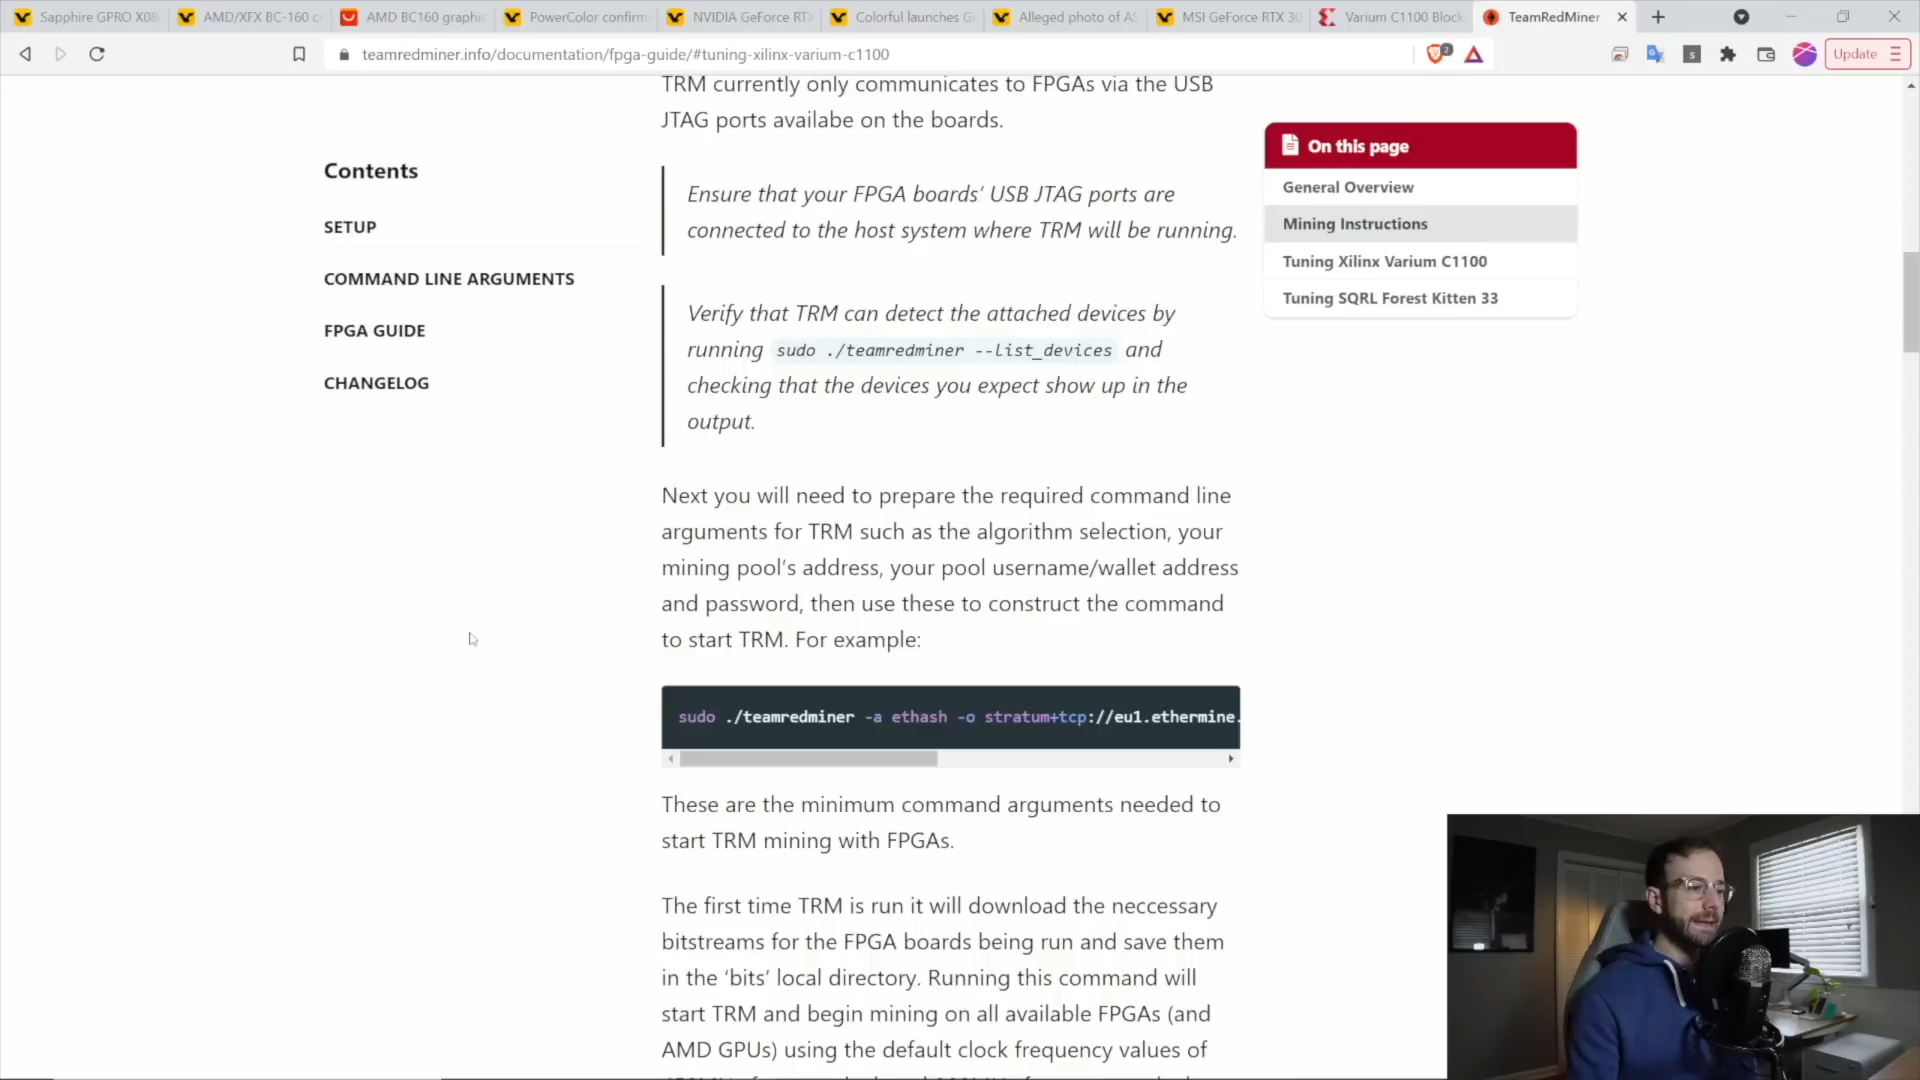 Sapphire GPRO X08
AMD/XFX BC-160 cr
AMD BC160 graphic
PowerColor confirm
NVIDIA GeForce RTX
Colorful launches Ge
Alleged photo of AS
MSI GeForce RTX 30
Varium C1100 Block
TeamRedMiner
teamredminer.info/documentation/fpga-guide/#tuning-xilinx-varium-c1100
2
Update
TRM currently only communicates to FPGAs via the USB
JTAG ports availabe on the boards.
Contents
SETUP
COMMAND LINE ARGUMENTS
FPGA GUIDE
CHANGELOG
Ensure that your FPGA boards' USB JTAG ports are
connected to the host system where TRM will be running.
Verify that TRM can detect the attached devices by
running sudo ./teamredminer --list_devices and
checking that the devices you expect show up in the
output.
Next you will need to prepare the required command line
arguments for TRM such as the algorithm selection, your
mining pool's address, your pool username/wallet address
and password, then use these to construct the command
to start TRM. For example:
sudo ./teamredminer -a ethash -o stratum+tcp://eu1.ethermine.
These are the minimum command arguments needed to
start TRM mining with FPGAs.
The first time TRM is run it will download the neccessary
bitstreams for the FPGA boards being run and save them
in the 'bits' local directory. Running this command will
start TRM and begin mining on all available FPGAs (and
AMD GPUs) using the default clock frequency values of
On this page
General Overview
Mining Instructions
Tuning Xilinx Varium C1100
Tuning SQRL Forest Kitten 33